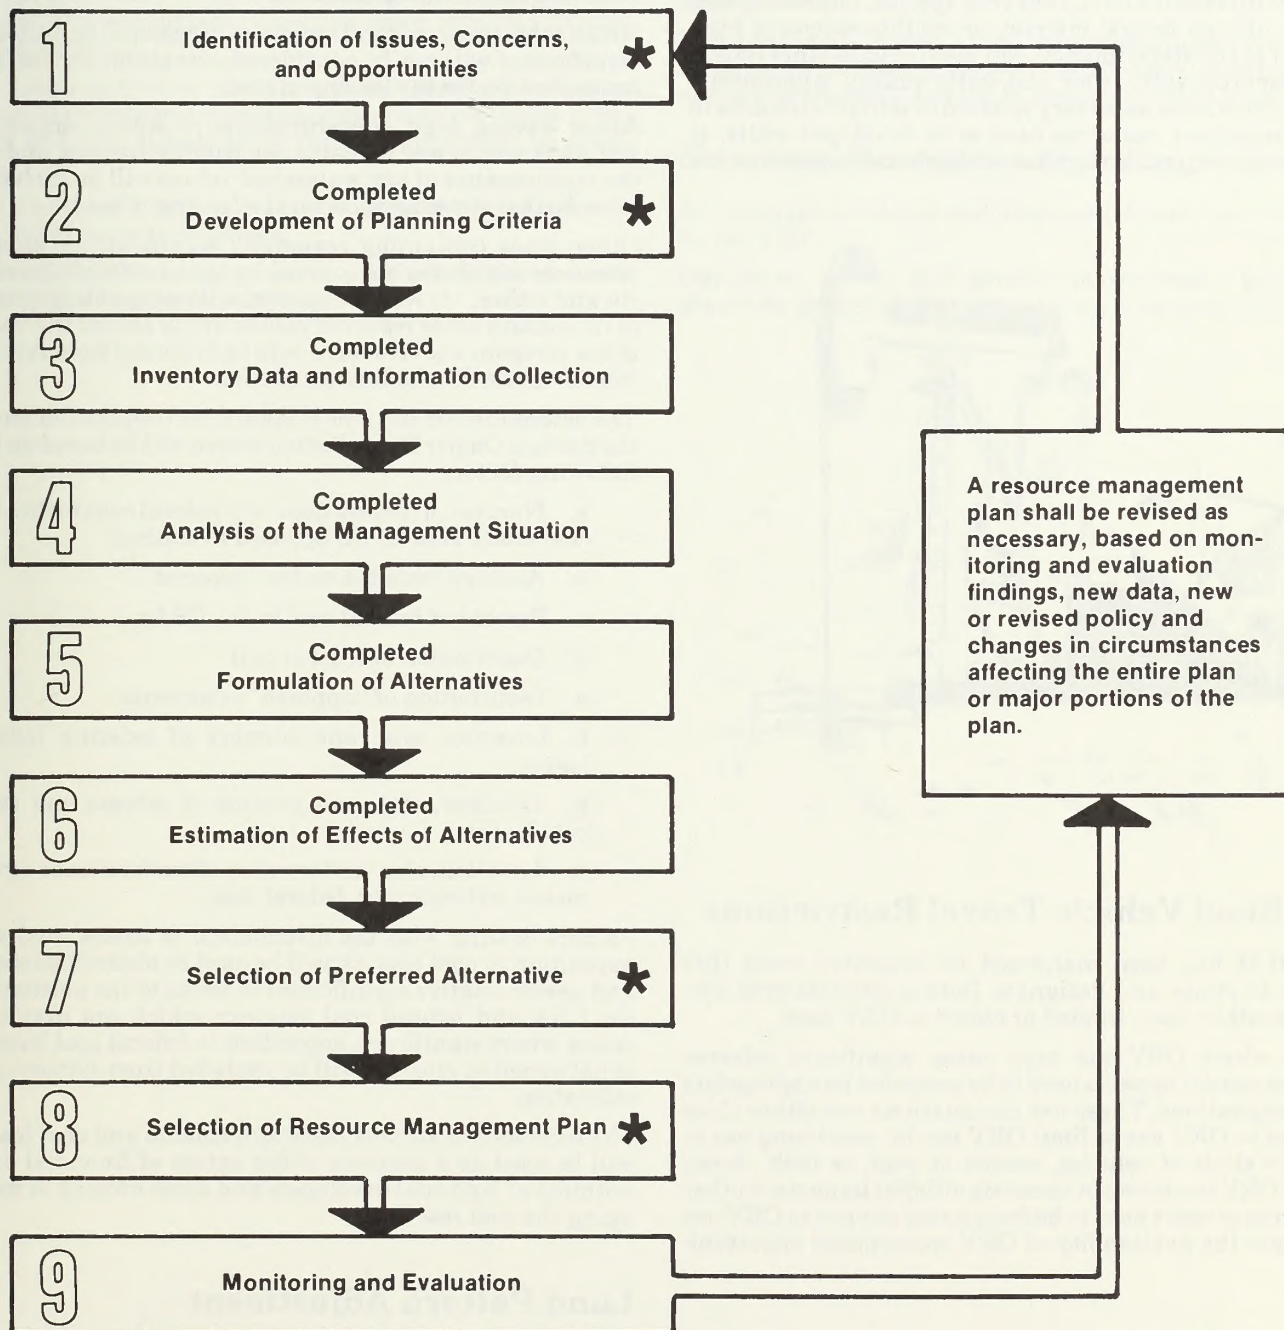 1
Identification of Issues, Concerns,
and Opportunities
*
2
Completed
Development of Planning Criteria
*
3
Completed
Inventory Data and Information Collection
4
Completed
Analysis of the Management Situation
5
Completed
Formulation of Alternatives
6
Completed
Estimation of Effects of Alternatives
7
Selection of Preferred Alternative
*
8
Selection of Resource Management Plan
*
9
Monitoring and Evaluation
A resource management
plan shall be revised as
necessary, based on mon-
itoring and evaluation
findings, new data, new
or revised policy and
changes in circumstances
affecting the entire plan
or major portions of the
plan.